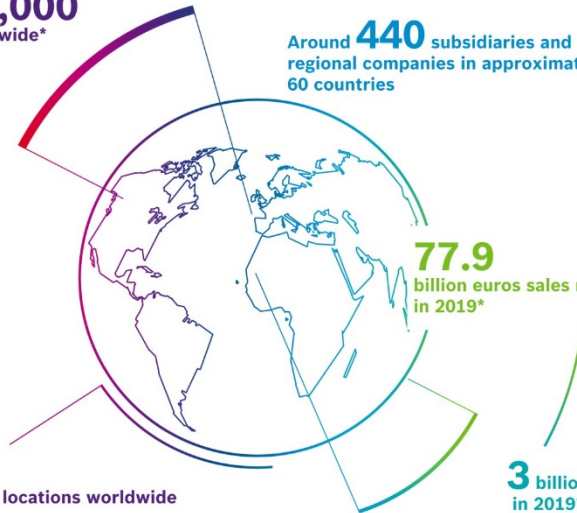 ,000
wide*
Around 440 subsidiaries and
regional companies in approximat
60 countries
77.9
billion euros sales r
in 2019*
locations worldwide
3 billio
in 2019